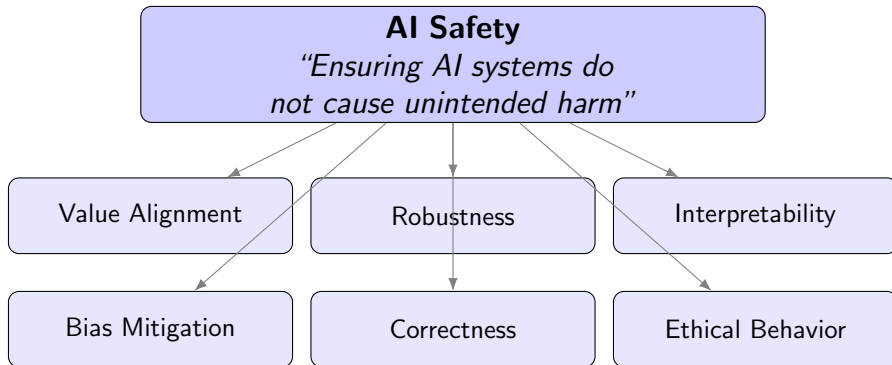 AI Safety
“Ensuring AI systems do
not cause unintended harm”
Value Alignment
Robustness
Interpretability
Bias Mitigation
Correctness
Ethical Behavior